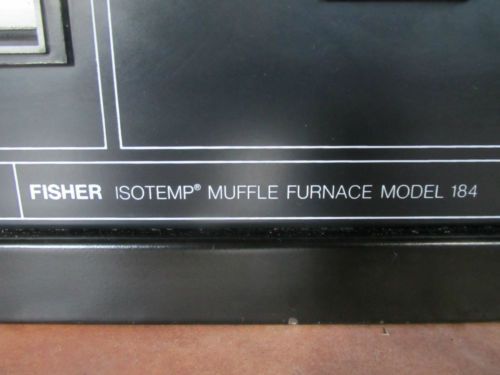 FISHER ISOTEMP® MUFFLE FURNACE MODEL 184